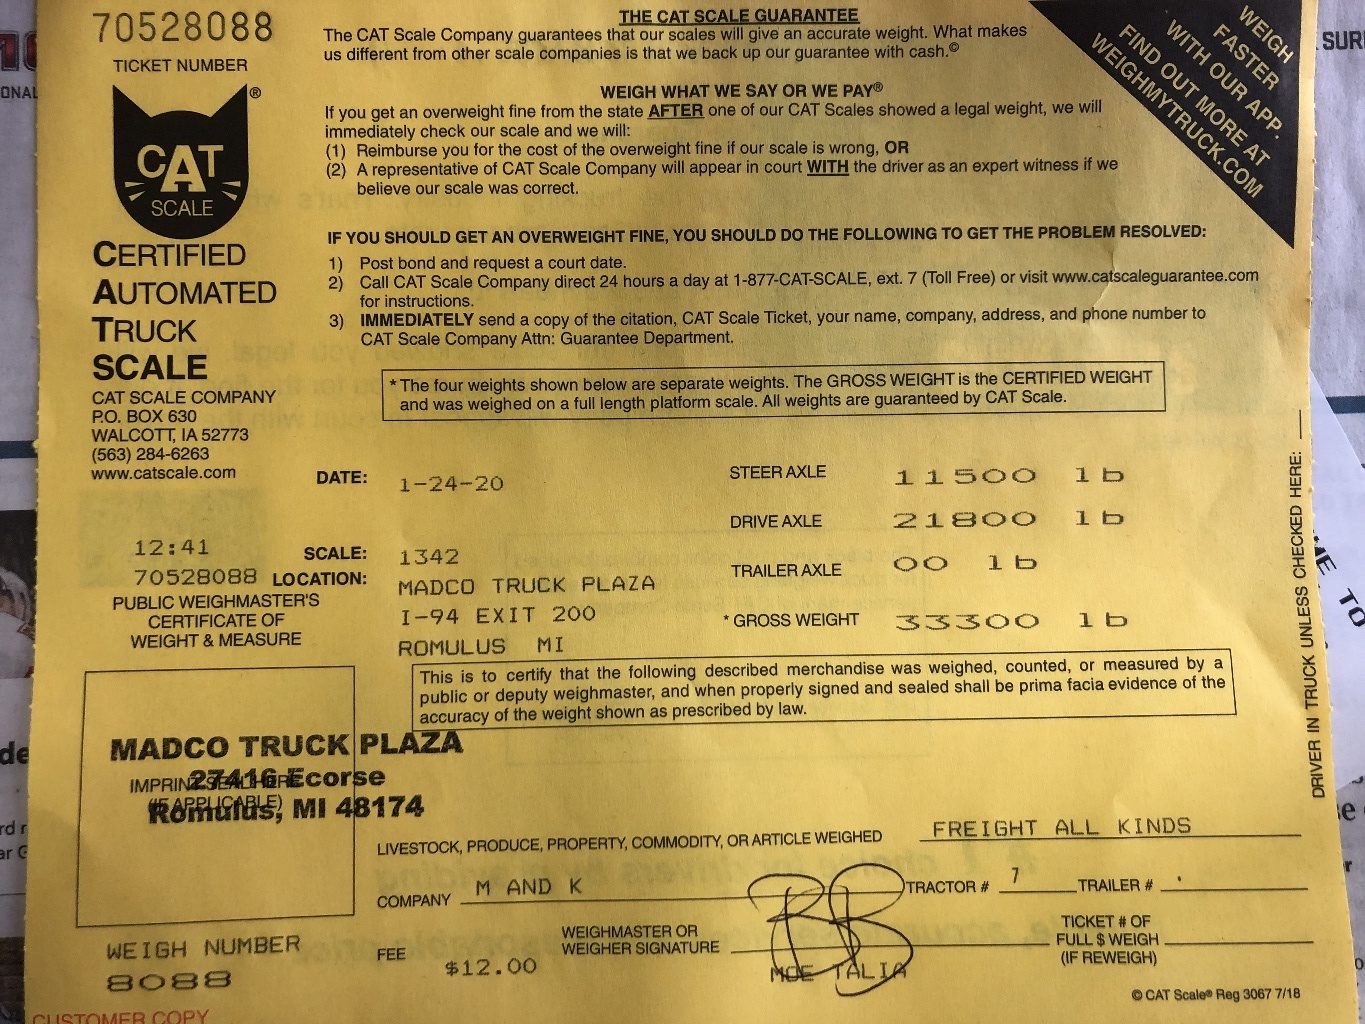 70528088
TICKET NUMBER
CAT
SCALE
®
CERTIFIED
AUTOMATED
TRUCK
SCALE
CAT SCALE COMPANY
P.O. BOX 630
WALCOTT, IA 52773
(563) 284-6263
www.catscale.com
THE CAT SCALE GUARANTEE
The CAT Scale Company guarantees that our scales will give an accurate weight. What makes
us different from other scale companies is that we back up our guarantee with cash.©
WEIGH WHAT WE SAY OR WE PAY®
If you get an overweight fine from the state AFTER one of our CAT Scales showed a legal weight, we will
immediately check our scale and we will:
(1) Reimburse you for the cost of the overweight fine if our scale is wrong, OR
(2) A representative of CAT Scale Company will appear in court WITH the driver as an expert witness if we
believe our scale was correct.
IF YOU SHOULD GET AN OVERWEIGHT FINE, YOU SHOULD DO THE FOLLOWING TO GET THE PROBLEM RESOLVED:
1) Post bond and request a court date.
2) Call CAT Scale Company direct 24 hours a day at 1-877-CAT-SCALE, ext. 7 (Toll Free) or visit www.catscaleguarantee.com
for instructions.
3) IMMEDIATELY send a copy of the citation, CAT Scale Ticket, your name, company, address, and phone number to
CAT Scale Company Attn: Guarantee Department.
WEIGH
FASTER
WITH OUR APP.
FIND OUT MORE AT
WEIGHMYTRUCK.COM
* The four weights shown below are separate weights. The GROSS WEIGHT is the CERTIFIED WEIGHT
and was weighed on a full length platform scale. All weights are guaranteed by CAT Scale.
DATE: 1-24-20
STEER AXLE 11500 lb
DRIVE AXLE 21800 lb
12:41
SCALE: 1342
TRAILER AXLE 00 lb
70528088 LOCATION: MADCO TRUCK PLAZA
I-94 EXIT 200
* GROSS WEIGHT 33300 lb
ROMULUS MI
PUBLIC WEIGHMASTER'S
CERTIFICATE OF
WEIGHT & MEASURE
This is to certify that the following described merchandise was weighed, counted, or measured by a
public or deputy weighmaster, and when properly signed and sealed shall be prima facia evidence of the
accuracy of the weight shown as prescribed by law.
DRIVER IN TRUCK UNLESS CHECKED HERE:
MADCO TRUCK PLAZA
27416 Ecorse
IMPRINT SEAL HERE
(IF APPLICABLE)
Romulus, MI 48174
LIVESTOCK, PRODUCE, PROPERTY, COMMODITY, OR ARTICLE WEIGHED FREIGHT ALL KINDS
COMPANY M AND K TRACTOR # 7 TRAILER # .
WEIGHMASTER OR
WEIGHER SIGNATURE
MOE TALIA
TICKET # OF
FULL $ WEIGH
(IF REWEIGH)
WEIGH NUMBER
8088
FEE $12.00
© CAT Scale® Reg 3067 7/18
CUSTOMER COPY